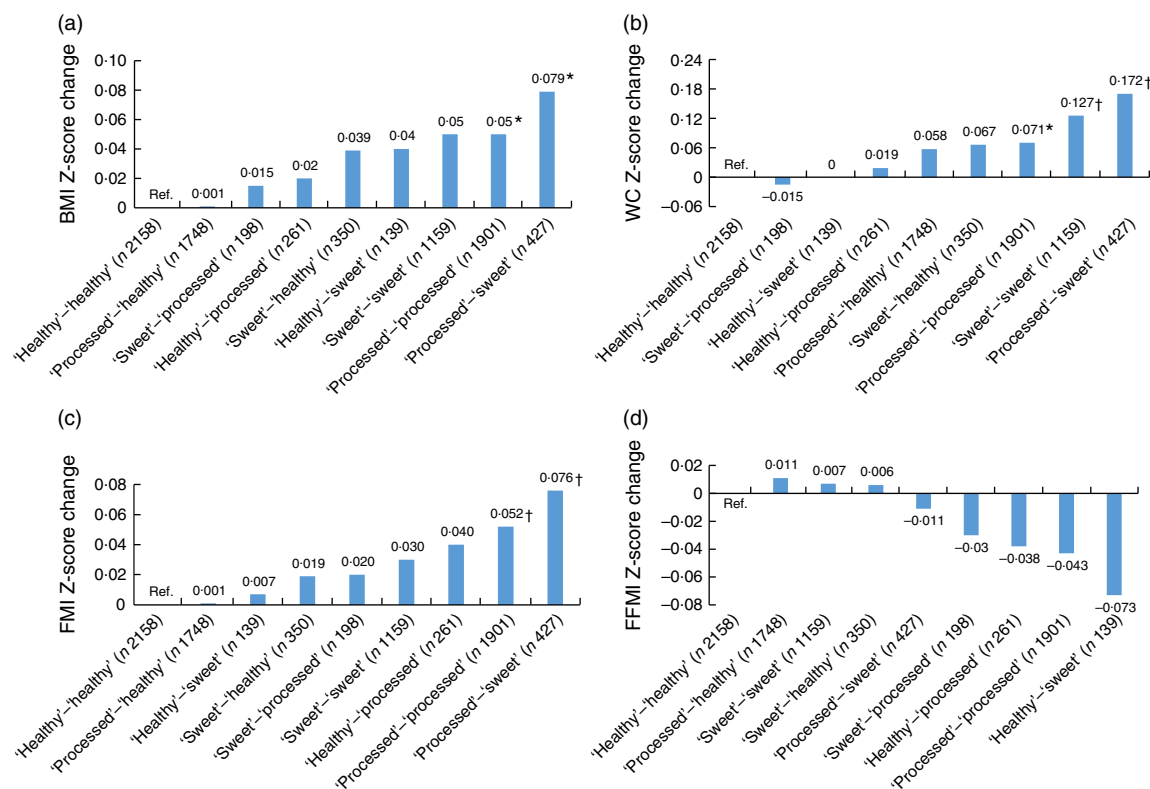 (a)
BMI Z-score change
0·10
0·08
0·06
0·04
0·02
0
Ref.
0·001
0·015
0·02
0·039
0·04
0·05
0·05 *
0·079 *
‘Healthy’–‘healthy’ (n 2158)
‘Processed’–‘healthy’ (n 1748)
‘Sweet’–‘processed’ (n 198)
‘Healthy’–‘processed’ (n 261)
‘Sweet’–‘healthy’ (n 350)
‘Healthy’–‘sweet’ (n 139)
‘Sweet’–‘sweet’ (n 1159)
‘Processed’–‘processed’ (n 1901)
‘Processed’–‘sweet’ (n 427)
(b)
WC Z-score change
0·24
0·18
0·12
0·06
0
–0·06
Ref.
–0·015
0
0·019
0·058
0·067
0·071*
0·127†
0·172†
‘Healthy’–‘healthy’ (n 2158)
‘Sweet’–‘processed’ (n 198)
‘Healthy’–‘sweet’ (n 139)
‘Healthy’–‘processed’ (n 261)
‘Processed’–‘healthy’ (n 1748)
‘Sweet’–‘healthy’ (n 350)
‘Processed’–‘processed’ (n 1901)
‘Sweet’–‘sweet’ (n 1159)
‘Processed’–‘sweet’ (n 427)
(c)
FMI Z-score change
0·08
0·06
0·04
0·02
0
Ref.
0·001
0·007
0·019
0·020
0·030
0·040
0·052 †
0·076 †
‘Healthy’–‘healthy’ (n 2158)
‘Processed’–‘healthy’ (n 1748)
‘Healthy’–‘sweet’ (n 139)
‘Sweet’–‘healthy’ (n 350)
‘Sweet’–‘processed’ (n 198)
‘Sweet’–‘sweet’ (n 1159)
‘Healthy’–‘processed’ (n 261)
‘Processed’–‘processed’ (n 1901)
‘Processed’–‘sweet’ (n 427)
(d)
FFMI Z-score change
0·02
0
–0·02
–0·04
–0·06
–0·08
Ref.
0·011
0·007
0·006
–0·011
–0·03
–0·038
–0·043
–0·073
‘Healthy’–‘healthy’ (n 2158)
‘Processed’–‘healthy’ (n 1748)
‘Sweet’–‘sweet’ (n 1159)
‘Sweet’–‘healthy’ (n 350)
‘Processed’–‘sweet’ (n 427)
‘Sweet’–‘processed’ (n 198)
‘Healthy’–‘processed’ (n 261)
‘Processed’–‘processed’ (n 1901)
‘Healthy’–‘sweet’ (n 139)